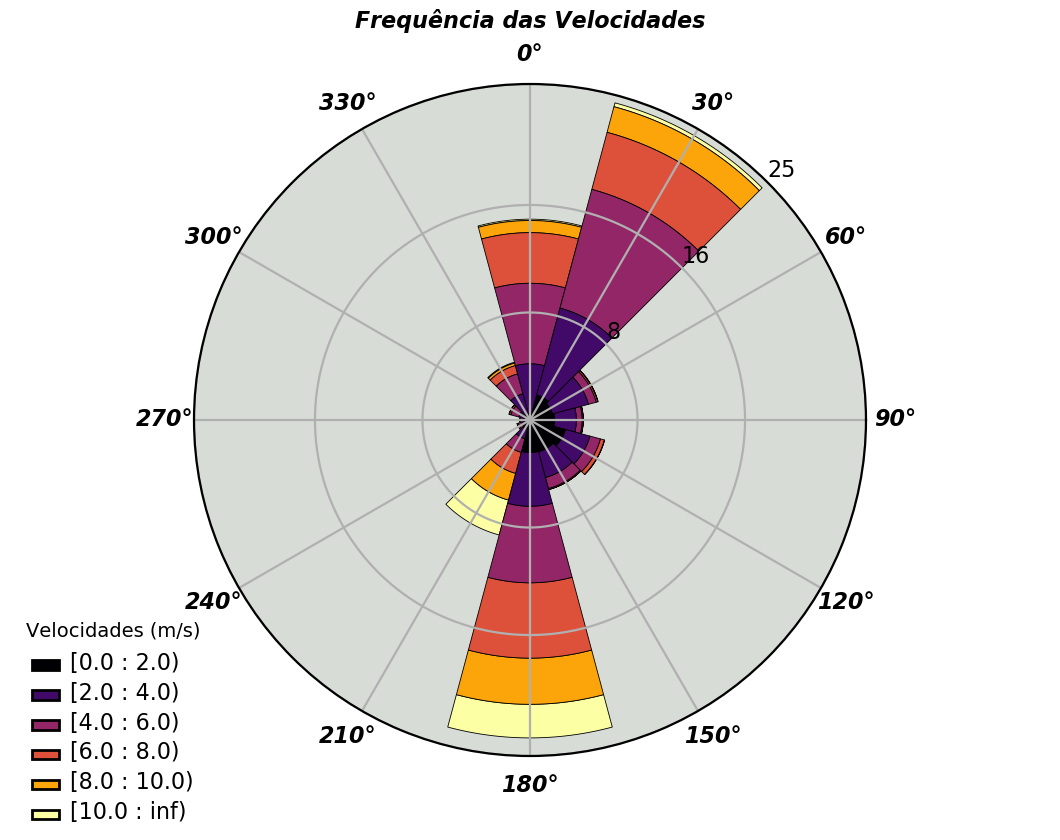 Frequência das Velocidades
0°
330°
30°
25
300°
60°
16
8
270°
90°
240°
120°
210°
150°
180°
Velocidades (m/s)
[0.0 : 2.0)
[2.0 : 4.0)
[4.0 : 6.0)
[6.0 : 8.0)
[8.0 : 10.0)
[10.0 : inf)